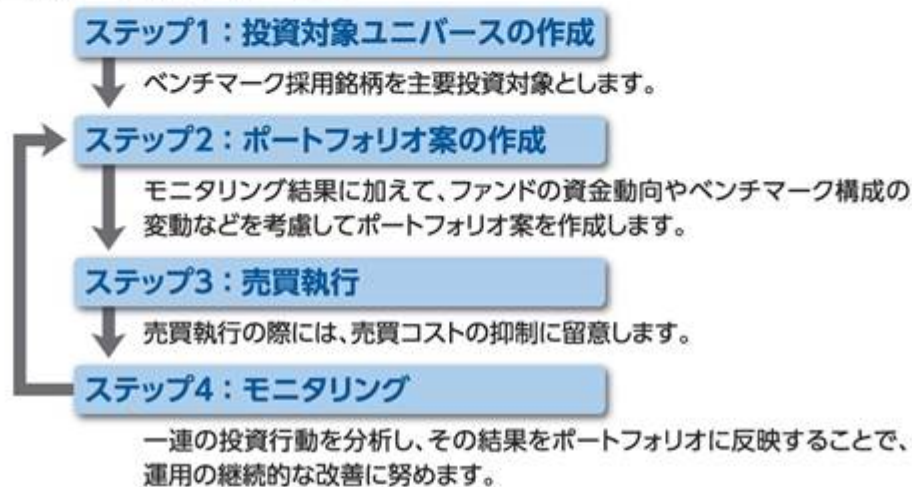 ステップ1：投資対象ユニバースの作成
ベンチマーク採用銘柄を主要投資対象とします。
ステップ2：ポートフォリオ案の作成
モニタリング結果に加えて、ファンドの資金動向やベンチマーク構成の
変動などを考慮してポートフォリオ案を作成します。
ステップ3：売買執行
売買執行の際には、売買コストの抑制に留意します。
ステップ4：モニタリング
一連の投資行動を分析し、その結果をポートフォリオに反映することで、
運用の継続的な改善に努めます。